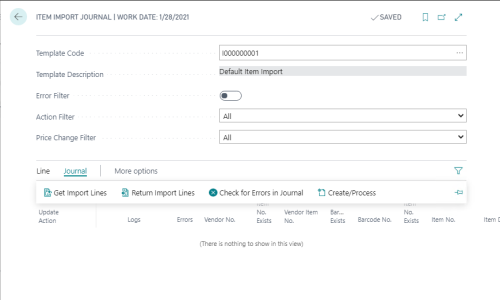 ITEM IMPORT JOURNAL | WORK DATE: 1/28/2021
SAVED
Template Code
I000000001
Template Description
Default Item Import
Error Filter
Action Filter
All
Price Change Filter
All
Line Journal More options
Get Import Lines Return Import Lines Check for Errors in Journal Create/Process
Update Action
Logs
Errors
Vendor No.
No. Exists
Vendor Item No.
Bar... Exists
Barcode No.
No. Exists
Item No.
Item
(There is nothing to show in this view)